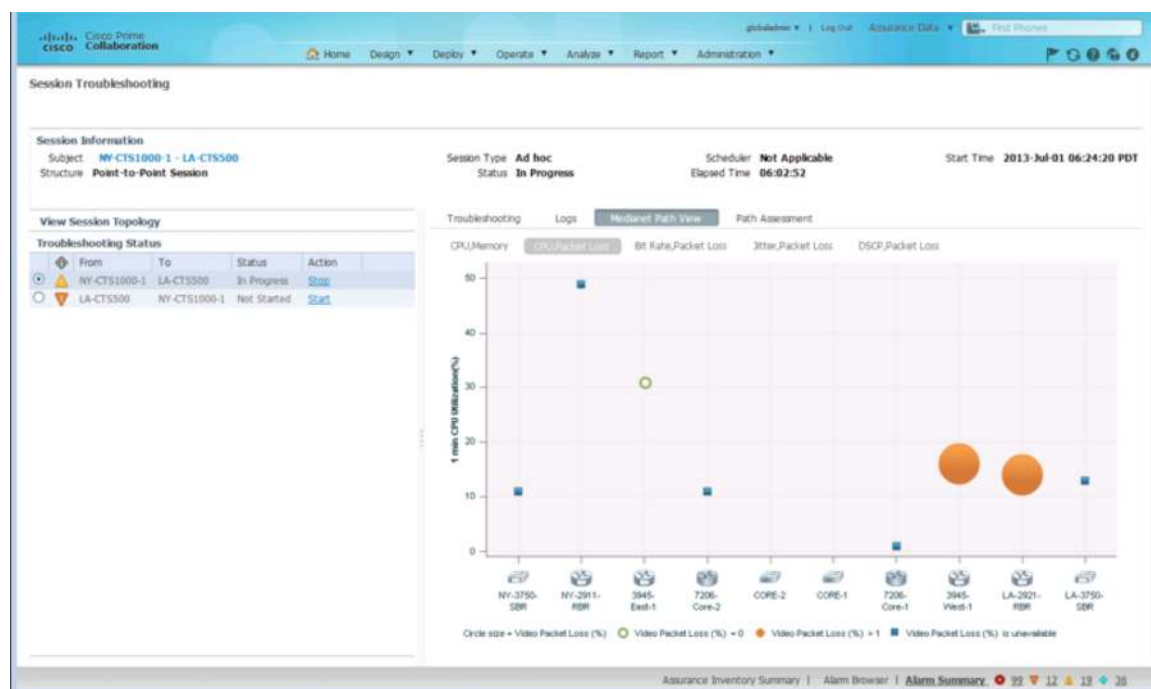 cisco Cisco Prime Collaboration
globaladmin | Log Out Assurance Data Find Phones
Home Design Deploy Operate Analyze Report Administration
Session Troubleshooting
Session Information
Subject NY-CTS1000-1 - LA-CTS500 Session Type Ad hoc Scheduler Not Applicable Start Time 2013-Jul-01 06:24:20 PDT
Structure Point-to-Point Session Status In Progress Elapsed Time 06:02:52
View Session Topology
Troubleshooting Status
From To Status Action
NY-CTS1000-1 LA-CTS500 In Progress Stop
LA-CTS500 NY-CTS1000-1 Not Started Start
Troubleshooting Logs Medianet Path View Path Assessment
CPU,Memory CPU,Packet Loss Bit Rate,Packet Loss Jitter,Packet Loss DSCP,Packet Loss
1 min CPU Utilization(%)
50
40
30
20
10
0
NY-3750-SBR NY-2911-RBR 3945-East-1 7206-Core-2 CORE-2 CORE-1 7206-Core-1 3945-West-1 LA-2921-RBR LA-3750-SBR
Circle size = Video Packet Loss (%) Video Packet Loss (%) = 0 Video Packet Loss (%) > 1 Video Packet Loss (%) is unavailable
Assurance Inventory Summary | Alarm Browser | Alarm Summary 99 12 19 26